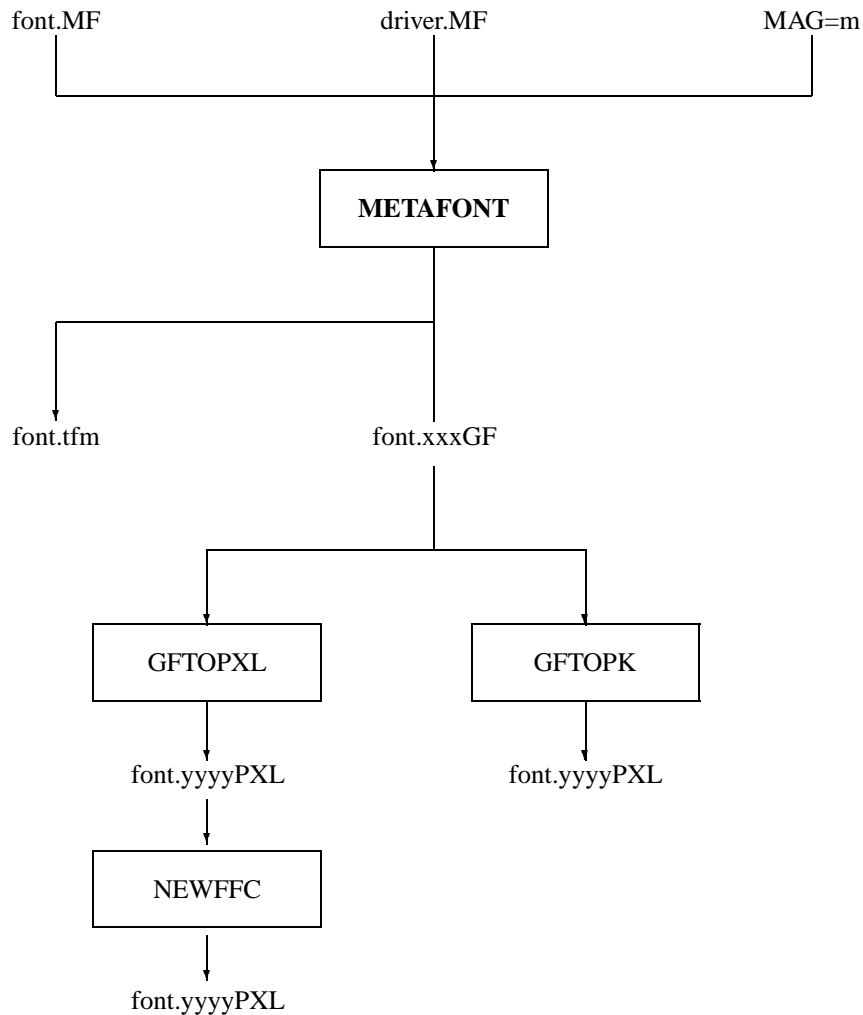 font.MF driver.MF MAG=m
METAFONT
font.tfm font.xxxGF
GFTOPXL GFTOPK
font.yyyyPXL font.yyyyPXL
NEWFFC
font.yyyyPXL